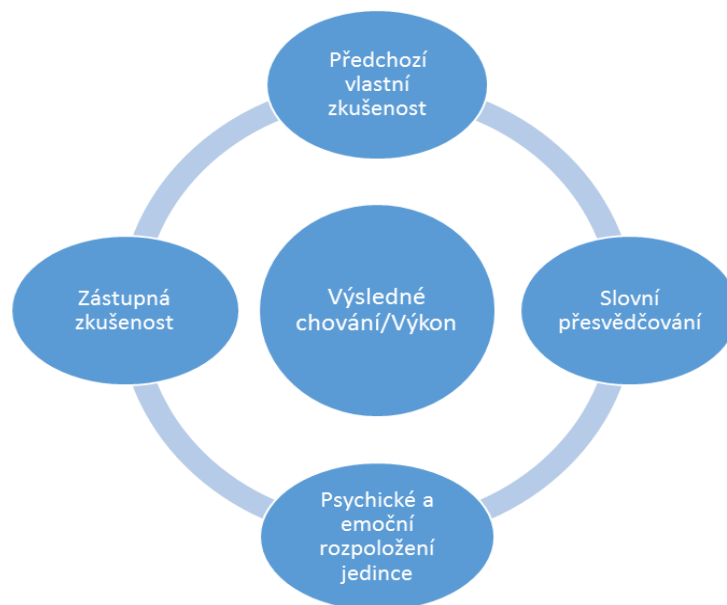 Předchozí
vlastní
zkušenost
Zástupná
zkušenost
Výsledné
chování/Výkon
Slovní
přesvědčování
Psychické a
emoční
rozpoložení
jedince